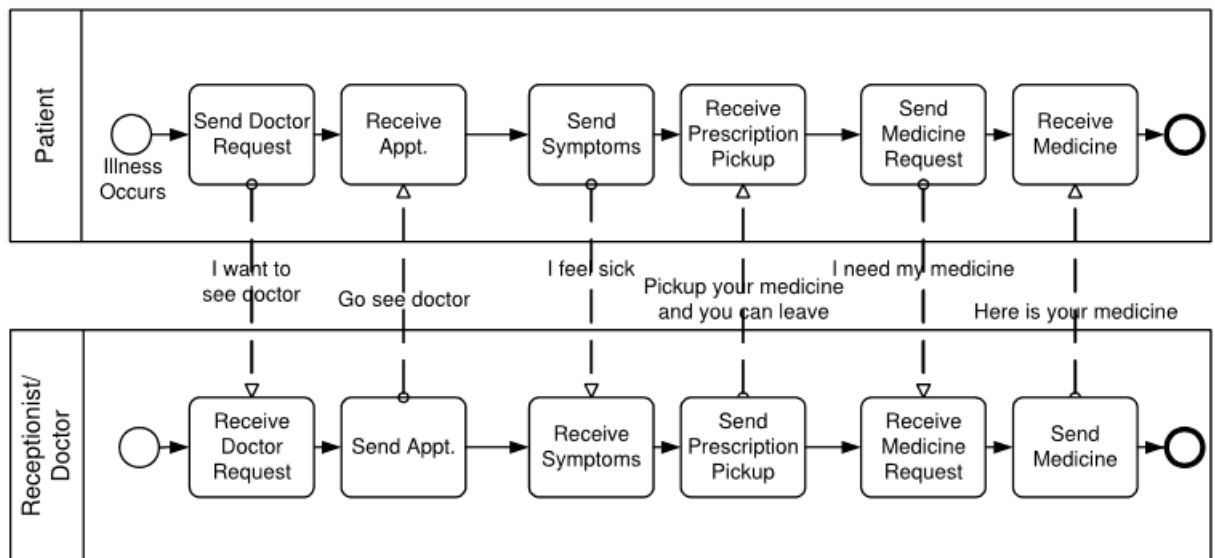 Patient
Illness
Occurs
Send Doctor
Request
Receive
Appt.
Send
Symptoms
Receive
Prescription
Pickup
Send
Medicine
Request
Receive
Medicine
I want to
see doctor
Go see doctor
I feel sick
Pickup your medicine
and you can leave
I need my medicine
Here is your medicine
Receptionist/
Doctor
Receive
Doctor
Request
Send Appt.
Receive
Symptoms
Send
Prescription
Pickup
Receive
Medicine
Request
Send
Medicine